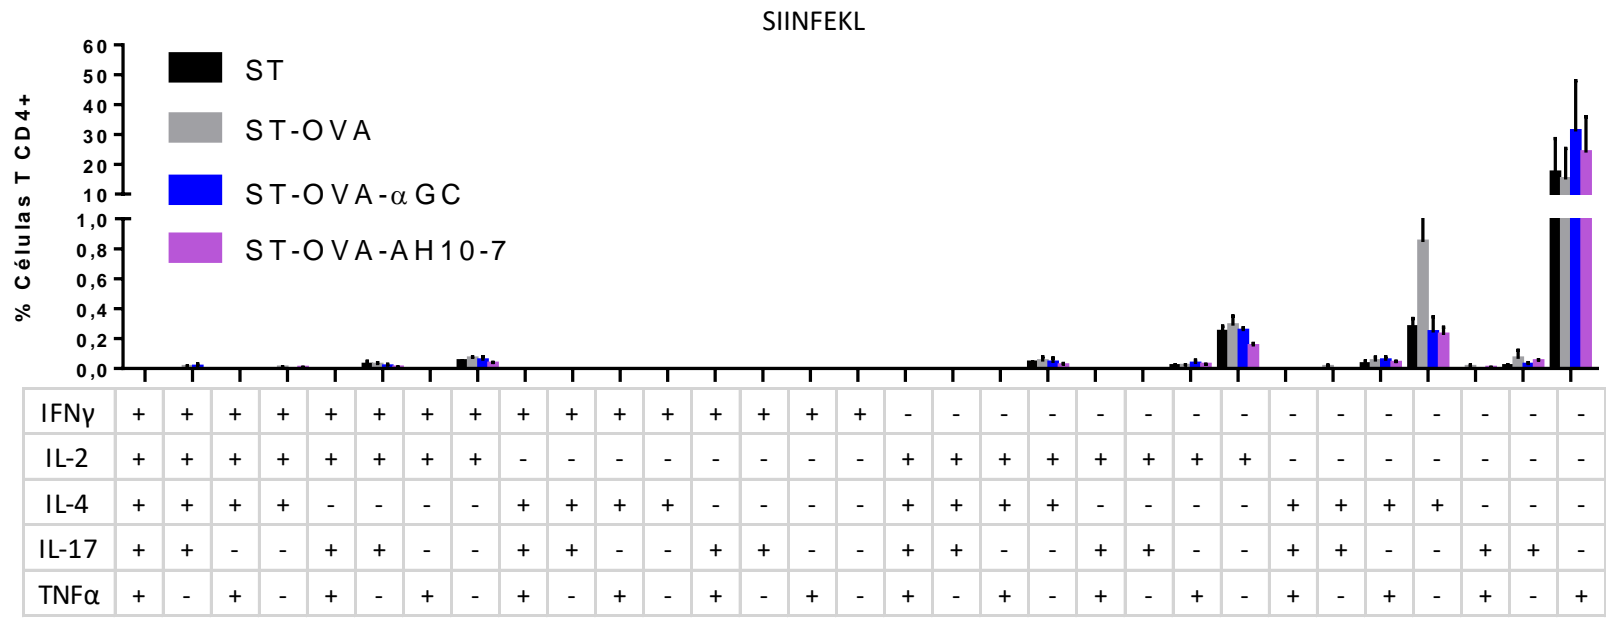 SIINFEKL
% Células T CD4+
60
50
40
30
20
10
1,0
0,8
0,6
0,4
0,2
0,0
ST
ST-OVA
ST-OVA-αGC
ST-OVA-AH10-7
IFNγ + + + + + + + + + + + + + + + + - - - - - - - - - - - - - - -
IL-2 + + + + + + + + - - - - - - - - + + + + + + + + - - - - - - -
IL-4 + + + + - - - - + + + + - - - - + + + + - - - - + + + + - - -
IL-17 + + - - + + - - + + - - + + - - + + - - + + - - + + - - + + -
TNFα + - + - + - + - + - + - + - + - + - + - + - + - + - + - + - +